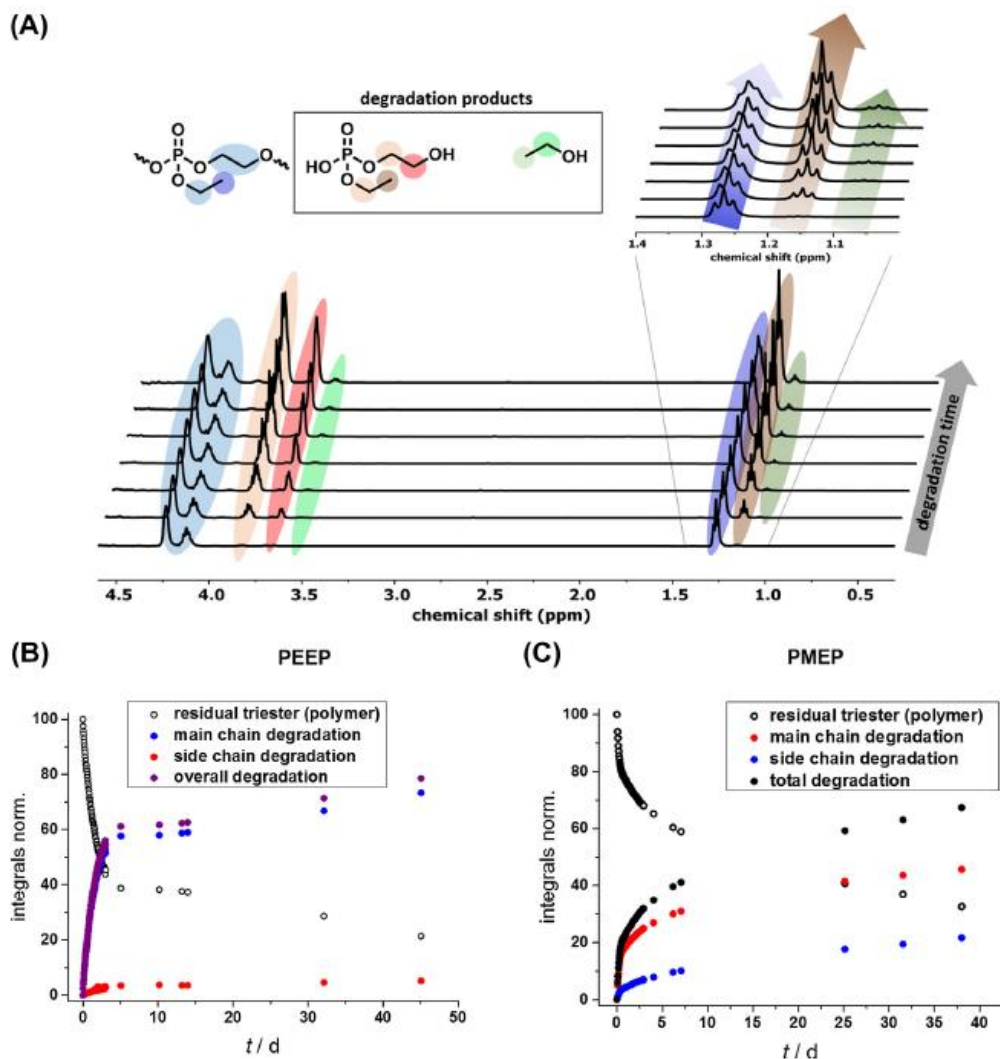 (A)
degradation products
O
O P O O
O
O
HO P O OH
O
OH
1.4 1.3 1.2 1.1
chemical shift (ppm)
degradation time
4.5 4.0 3.5 3.0 2.5 2.0 1.5 1.0 0.5
chemical shift (ppm)
(B)
PEEP
residual triester (polymer)
main chain degradation
side chain degradation
overall degradation
integrals norm.
100
80
60
40
20
0
0 10 20 30 40 50
t / d
(C)
PMEP
residual triester (polymer)
main chain degradation
side chain degradation
total degradation
integrals norm.
100
80
60
40
20
0
0 5 10 15 20 25 30 35 40
t / d